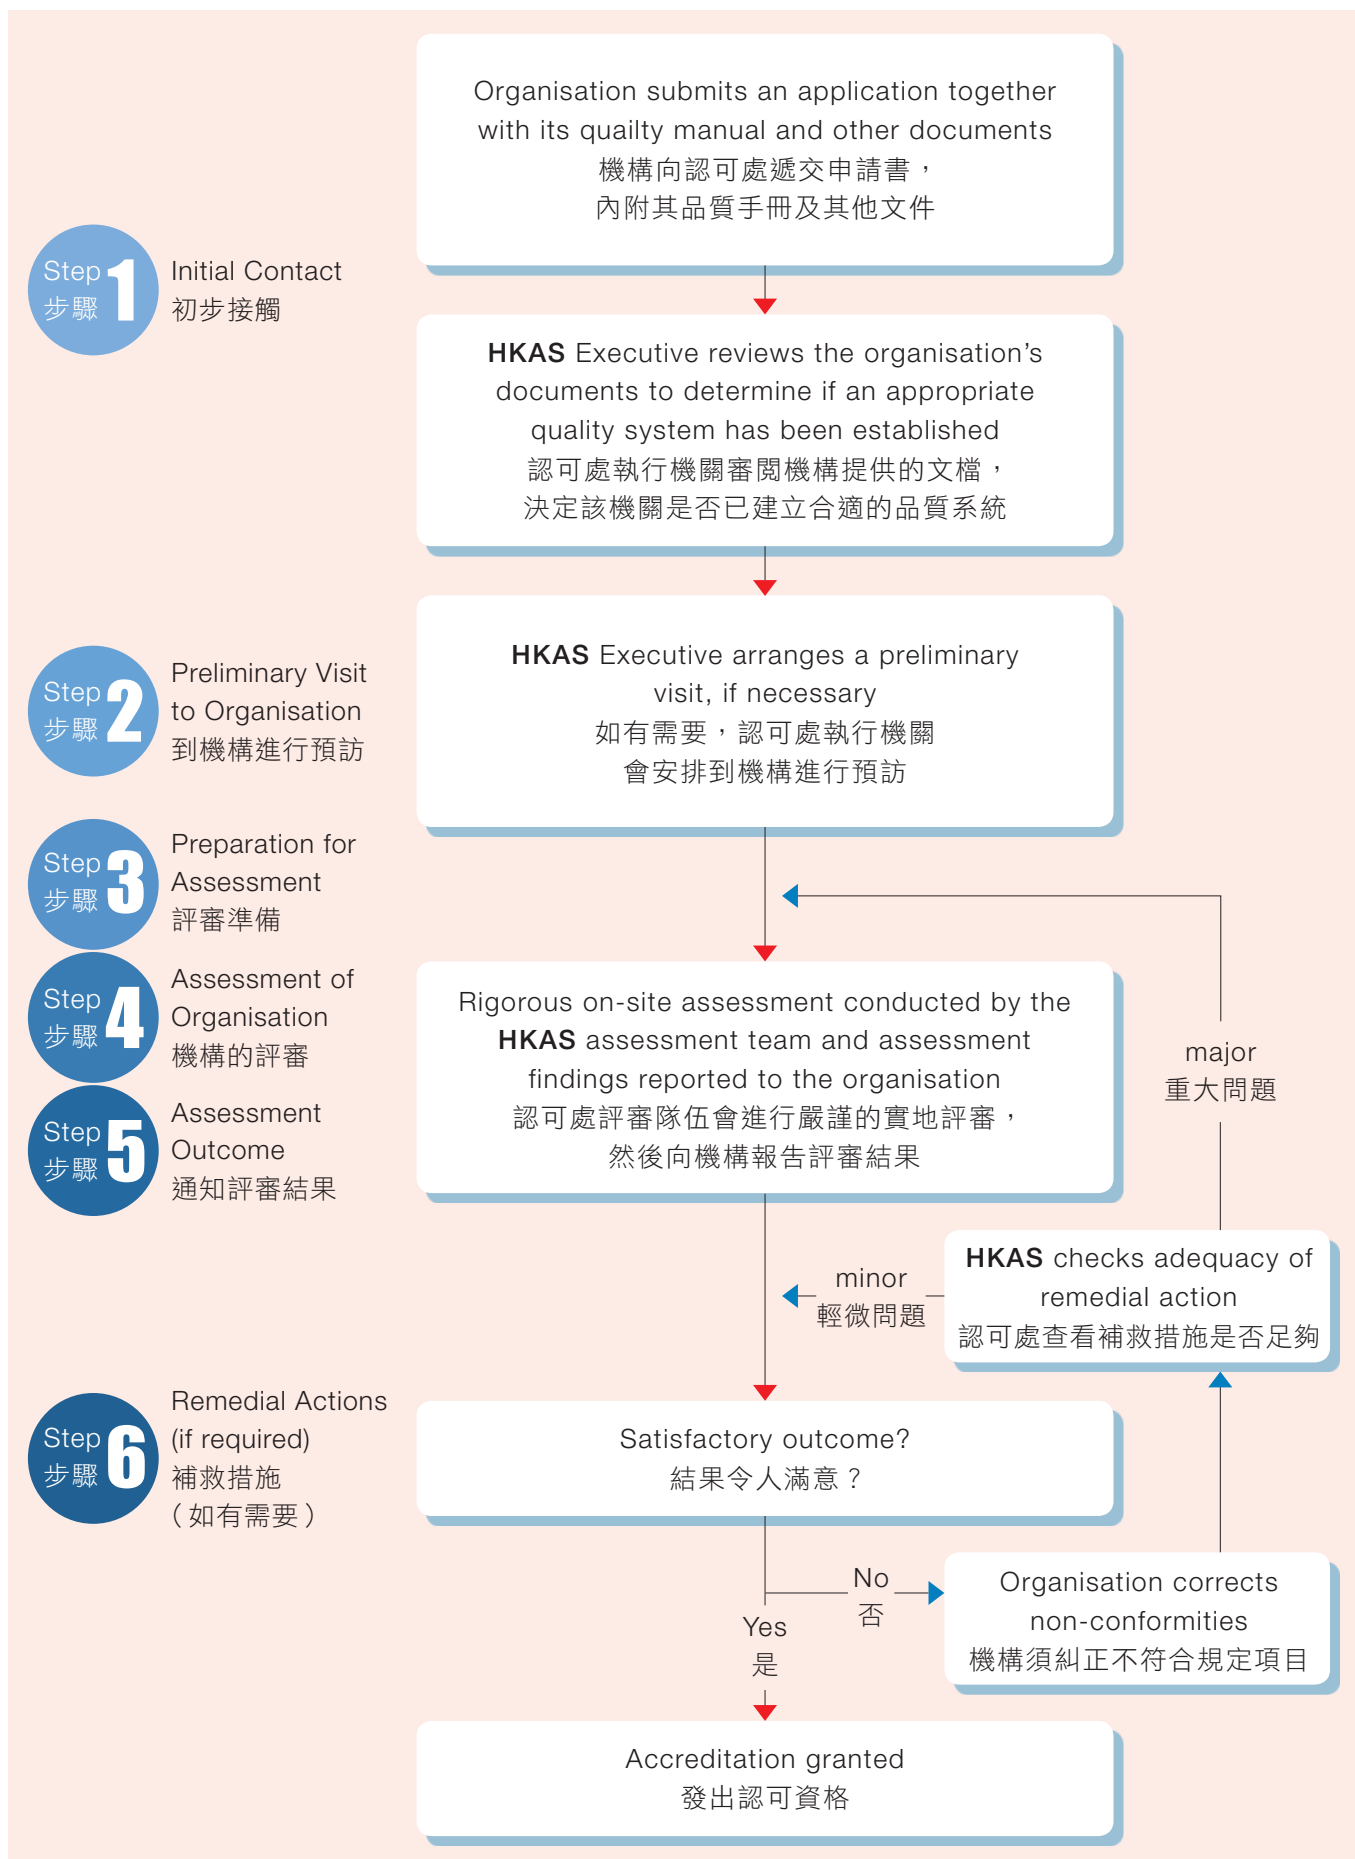 Organisation submits an application together
with its quailty manual and other documents
機構向認可處遞交申請書，
內附其品質手冊及其他文件
Step 1
步驟
Initial Contact
初步接觸
HKAS Executive reviews the organisation's
documents to determine if an appropriate
quality system has been established
認可處執行機關審閱機構提供的文檔，
決定該機關是否已建立合適的品質系統
Step 2
步驟
Preliminary Visit
to Organisation
到機構進行預訪
HKAS Executive arranges a preliminary
visit, if necessary
如有需要，認可處執行機關
會安排到機構進行預訪
Step 3
步驟
Preparation for
Assessment
評審準備
Step 4
步驟
Assessment of
Organisation
機構的評審
Step 5
步驟
Assessment
Outcome
通知評審結果
Rigorous on-site assessment conducted by the
HKAS assessment team and assessment
findings reported to the organisation
認可處評審隊伍會進行嚴謹的實地評審，
然後向機構報告評審結果
major
重大問題
HKAS checks adequacy of
remedial action
認可處查看補救措施是否足夠
minor
輕微問題
Step 6
步驟
Remedial Actions
(if required)
補救措施
（如有需要）
Satisfactory outcome?
結果令人滿意？
No
否
Organisation corrects
non-conformities
機構須糾正不符合規定項目
Yes
是
Accreditation granted
發出認可資格